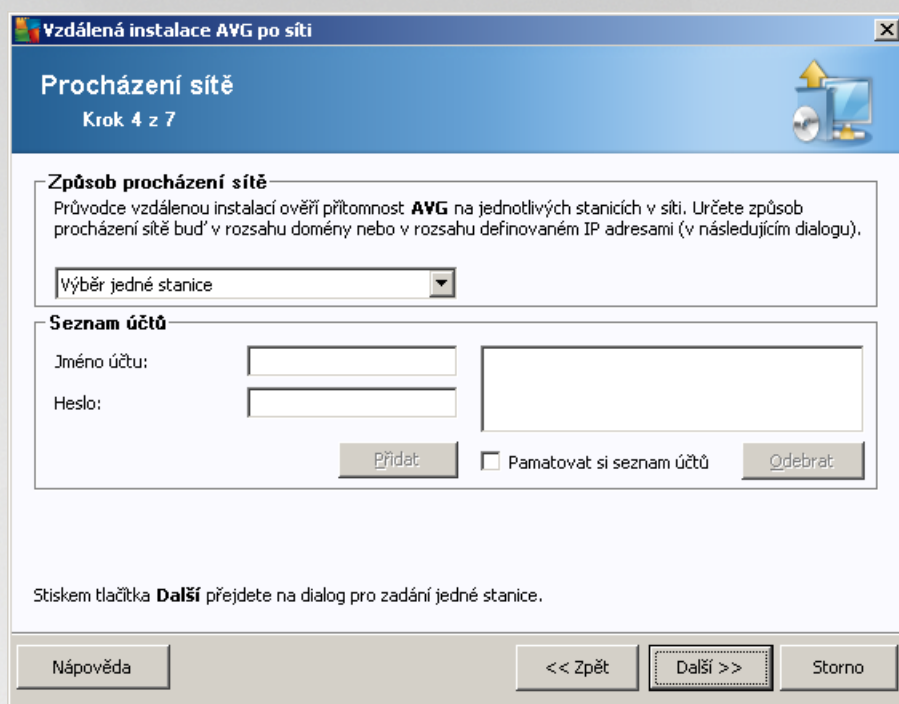 Vzdálená instalace AVG po síti
Procházení sítě
Krok 4 z 7
Způsob procházení sítě
Průvodce vzdálenou instalací ověří přítomnost AVG na jednotlivých stanicích v síti. Určete způsob
procházení sítě buď v rozsahu domény nebo v rozsahu definovaném IP adresami (v následujícím dialogu).
Výběr jedné stanice
Seznam účtů
Jméno účtu:
Heslo:
Přidat
Pamatovat si seznam účtů
Odebrat
Stiskem tlačítka Další přejdete na dialog pro zadání jedné stanice.
Nápověda
<< Zpět
Další >>
Storno